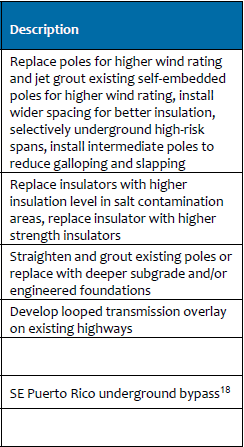 Description
Replace poles for higher wind rating
and jet grout existing self-embedded
poles for higher wind rating, install
wider spacing for better insulation,
selectively underground high-risk
spans, install intermediate poles to
reduce galloping and slapping
Replace insulators with higher
insulation level in salt contamination
areas, replace insulator with higher
strength insulators
Straighten and grout existing poles or
replace with deeper subgrade and/or
engineered foundations
Develop looped transmission overlay
on existing highways
SE Puerto Rico underground bypass18